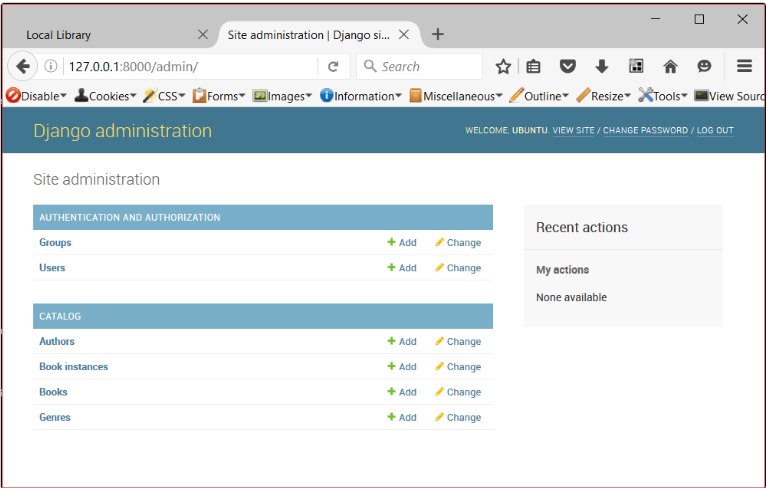 Local Library
Site administration | Django si...
127.0.0.1:8000/admin/
Search
Disable Cookies CSS Forms Images Information Miscellaneous Outline Resize Tools View Sourc
Django administration
WELCOME, UBUNTU. VIEW SITE / CHANGE PASSWORD / LOG OUT
Site administration
AUTHENTICATION AND AUTHORIZATION
Groups Add Change
Users Add Change
CATALOG
Authors Add Change
Book instances Add Change
Books Add Change
Genres Add Change
Recent actions
My actions
None available